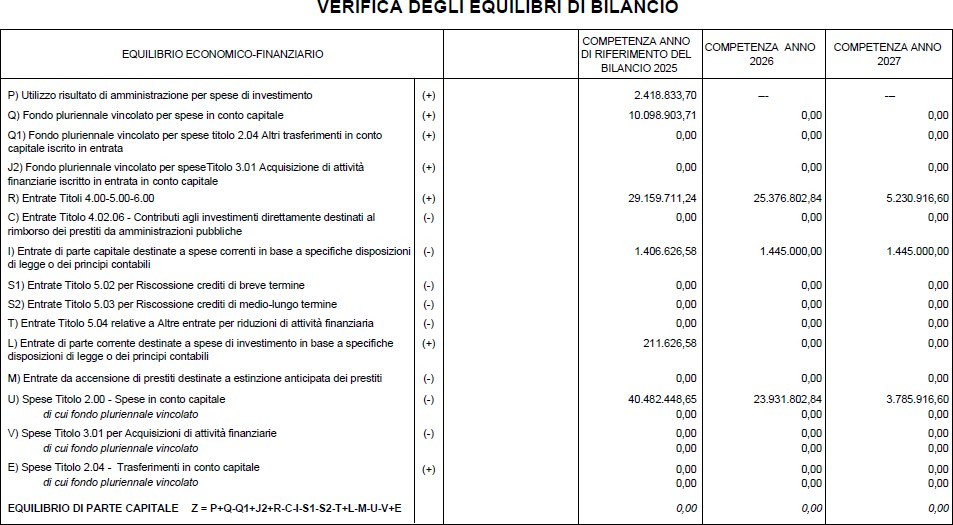 VERIFICA DEGLI EQUILIBRI DI BILANCIO
EQUILIBRIO ECONOMICO-FINANZIARIO
COMPETENZA ANNO
DI RIFERIMENTO DEL
BILANCIO 2025
COMPETENZA ANNO
2026
COMPETENZA ANNO
2027
P) Utilizzo risultato di amministrazione per spese di investimento (+) 2.418.833,70 --- ---
Q) Fondo pluriennale vincolato per spese in conto capitale (+) 10.098.903,71 0,00 0,00
Q1) Fondo pluriennale vincolato per spese titolo 2.04 Altri trasferimenti in conto (+) 0,00 0,00 0,00
capitale iscrito in entrata
J2) Fondo pluriennale vincolato per speseTitolo 3.01 Acquisizione di attività (+) 0,00 0,00 0,00
finanziarie iscritto in entrata in conto capitale
R) Entrate Titoli 4.00-5.00-6.00 (+) 29.159.711,24 25.376.802,84 5.230.916,60
C) Entrate Titolo 4.02.06 - Contributi agli investimenti direttamente destinati al (-) 0,00 0,00 0,00
rimborso dei prestiti da amministrazioni pubbliche
I) Entrate di parte capitale destinate a spese correnti in base a specifiche disposizioni (-) 1.406.626,58 1.445.000,00 1.445.000,00
di legge o dei principi contabili
S1) Entrate Titolo 5.02 per Riscossione crediti di breve termine (-) 0,00 0,00 0,00
S2) Entrate Titolo 5.03 per Riscossione crediti di medio-lungo termine (-) 0,00 0,00 0,00
T) Entrate Titolo 5.04 relative a Altre entrate per riduzioni di attività finanziaria (-) 0,00 0,00 0,00
L) Entrate di parte corrente destinate a spese di investimento in base a specifiche (+) 211.626,58 0,00 0,00
disposizioni di legge o dei principi contabili
M) Entrate da accensione di prestiti destinate a estinzione anticipata dei prestiti (-) 0,00 0,00 0,00
U) Spese Titolo 2.00 - Spese in conto capitale (-) 40.482.448,65 23.931.802,84 3.785.916,60
di cui fondo pluriennale vincolato 0,00 0,00 0,00
V) Spese Titolo 3.01 per Acquisizioni di attività finanziarie (-) 0,00 0,00 0,00
di cui fondo pluriennale vincolato 0,00 0,00 0,00
E) Spese Titolo 2.04 - Trasferimenti in conto capitale (+) 0,00 0,00 0,00
di cui fondo pluriennale vincolato 0,00 0,00 0,00
EQUILIBRIO DI PARTE CAPITALE Z = P+Q-Q1+J2+R-C-I-S1-S2-T+L-M-U-V+E 0,00 0,00 0,00